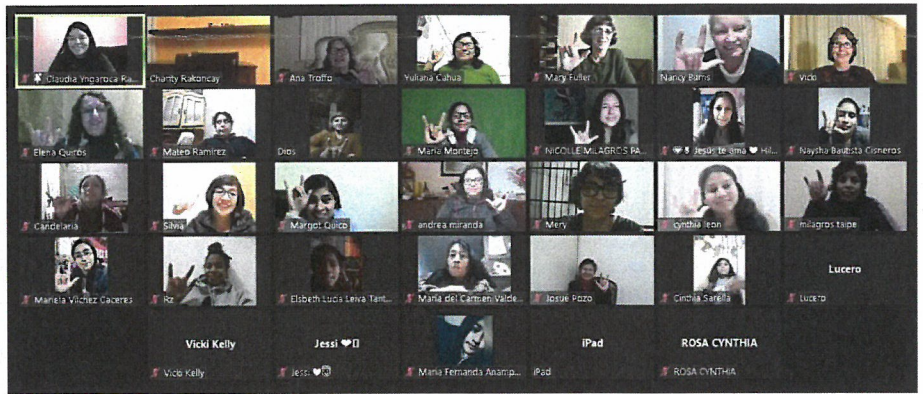 Claudia Yngaroca Ra...
Charity Rakoncay
Ana Troffo
Yuliana Cahua
Mary Fuller
Nancy Burns
Vicki
Elena Quirós
Mateo Ramirez
Dios
Maria Montejo
NICOLLE MILAGROS PA...
Jesús te ama ♥ Hil...
Naysha Bautista Cisneros
Candelaria
Silvia
Margot Quico
andrea miranda
Mery
cynthia leon
milagros taipe
Mariela Vilchez Caceres
Rz
Elsbeth Lucia Leiva Tant...
María del Carmen Valde...
Josue Pozo
Cinthia Sarella
Lucero
Lucero
Vicki Kelly
Vicki Kelly
Jessi ♥
Jessi ♥
Maria Fernanda Anamp...
iPad
iPad
ROSA CYNTHIA
ROSA CYNTHIA